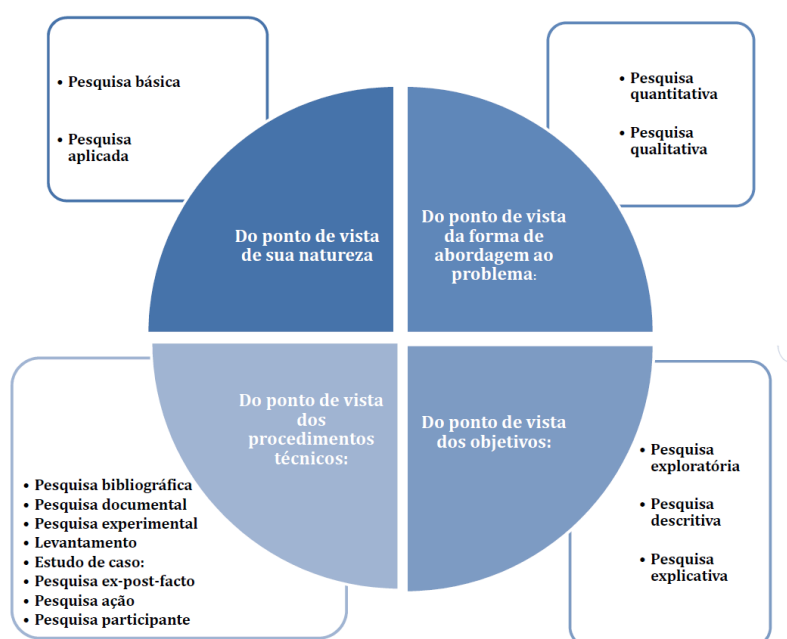 • Pesquisa básica
• Pesquisa
aplicada
• Pesquisa
quantitativa
• Pesquisa
qualitativa
Do ponto de vista
de sua natureza
Do ponto de vista
da forma de
abordagem ao
problema:
Do ponto de vista
dos
procedimentos
técnicos:
Do ponto de vista
dos objetivos:
• Pesquisa bibliográfica
• Pesquisa documental
• Pesquisa experimental
• Levantamento
• Estudo de caso:
• Pesquisa ex-post-facto
• Pesquisa ação
• Pesquisa participante
• Pesquisa
exploratória
• Pesquisa
descritiva
• Pesquisa
explicativa